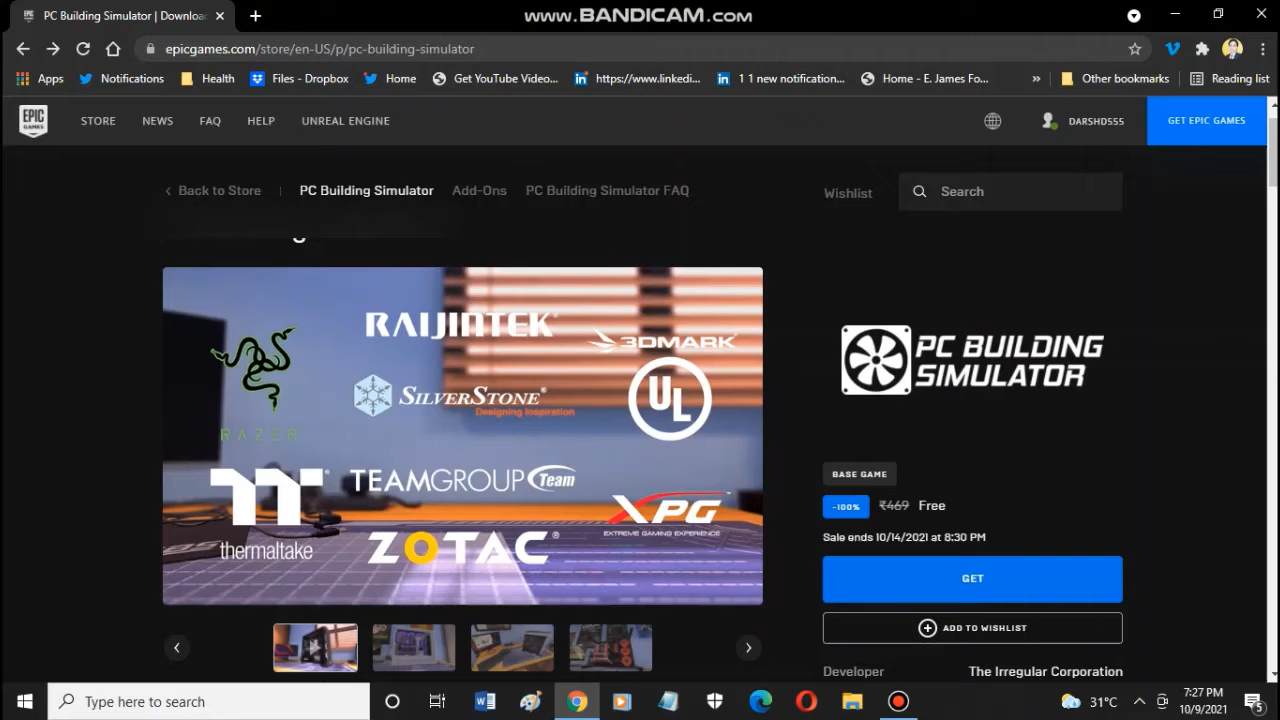 PC Building Simulator | Downloa
www.BANDICAM.com
epicgames.com/store/en-US/p/pc-building-simulator
Apps
Notifications
Health
Files - Dropbox
Home
Get YouTube Video...
https://www.linkedi...
1 1 new notification...
Home - E. James Fo...
»
Other bookmarks
Reading list
EPIC GAMES
STORE
NEWS
FAQ
HELP
UNREAL ENGINE
DARSHD555
GET EPIC GAMES
Back to Store
PC Building Simulator
Add-Ons
PC Building Simulator FAQ
Wishlist
Search
RAZER
RAIJINTEK
3DMARK
SILVERSTONE®
Designing Inspiration
UL
thermaltake
TEAMGROUP Team
XPG
EXTREME GAMING EXPERIENCE
ZOTAC®
PC BUILDING
SIMULATOR
BASE GAME
-100% ₹469 Free
Sale ends 10/14/2021 at 8:30 PM
GET
ADD TO WISHLIST
Developer The Irregular Corporation
Type here to search
31°C
7:27 PM
10/9/2021
5